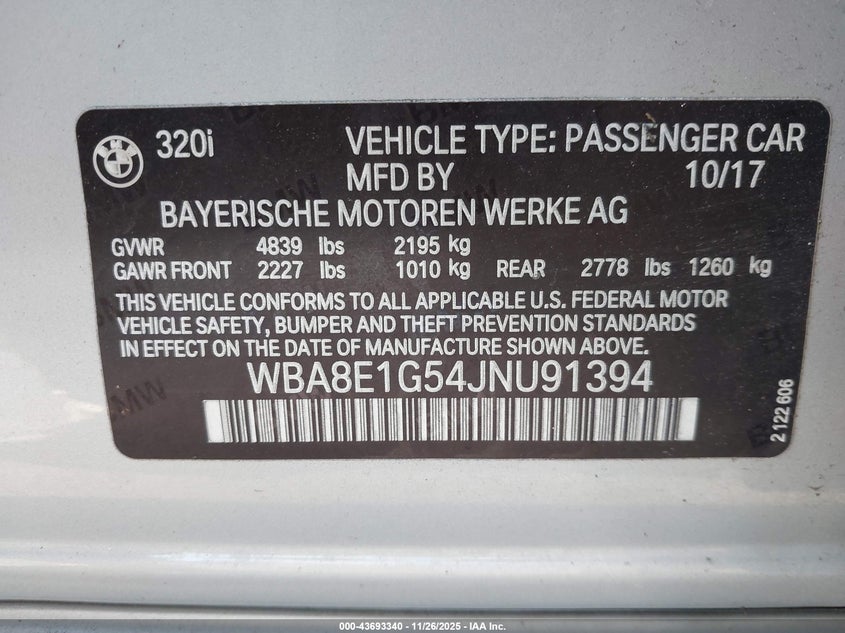 320i VEHICLE TYPE: PASSENGER CAR
MFD BY 10/17
BAYERISCHE MOTOREN WERKE AG
GVWR 4839 lbs 2195 kg
GAWR FRONT 2227 lbs 1010 kg REAR 2778 lbs 1260 kg
THIS VEHICLE CONFORMS TO ALL APPLICABLE U.S. FEDERAL MOTOR
VEHICLE SAFETY, BUMPER AND THEFT PREVENTION STANDARDS
IN EFFECT ON THE DATE OF MANUFACTURE SHOWN ABOVE.
WBA8E1G54JNU91394
2 122 606
000-43693340 - 11/26/2025 - IAA Inc.